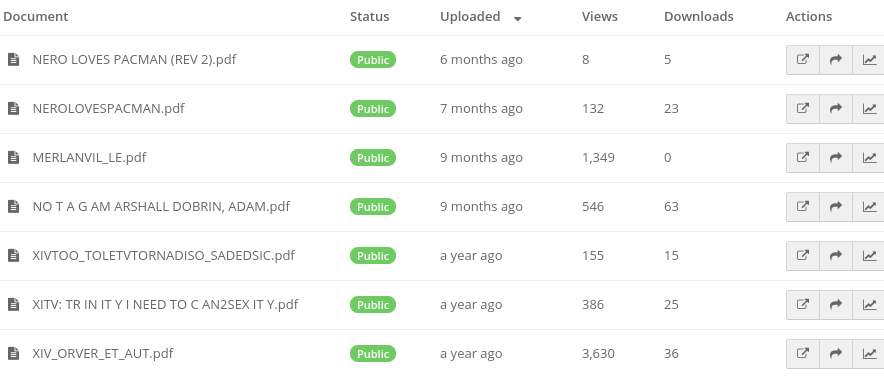 Document Status Uploaded Views Downloads Actions
NERO LOVES PACMAN (REV 2).pdf Public 6 months ago 8 5
NEROLOVESPACMAN.pdf Public 7 months ago 132 23
MERLANVIL_LE.pdf Public 9 months ago 1,349 0
NO T A G AM ARSHALL DOBRIN, ADAM.pdf Public 9 months ago 546 63
XIVTOO_TOLETVTORNADISO_SADEDSIC.pdf Public a year ago 155 15
XITV: TR IN IT Y I NEED TO C AN2SEX IT Y.pdf Public a year ago 386 25
XIV_ORVER_ET_AUT.pdf Public a year ago 3,630 36